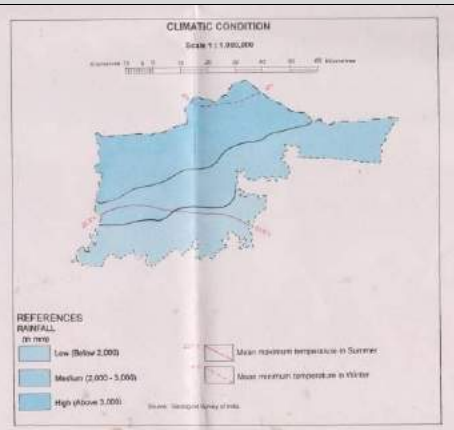 CLIMATIC CONDITION
Scale 1 : 1,000,000
REFERENCES
RAINFALL
(in mm)
Low (Below 2,000)
Medium (2,000 - 3,000)
High (Above 3,000)
Mean maximum temperature in Summer
Mean minimum temperature in Winter
Source : Geological Survey of India.